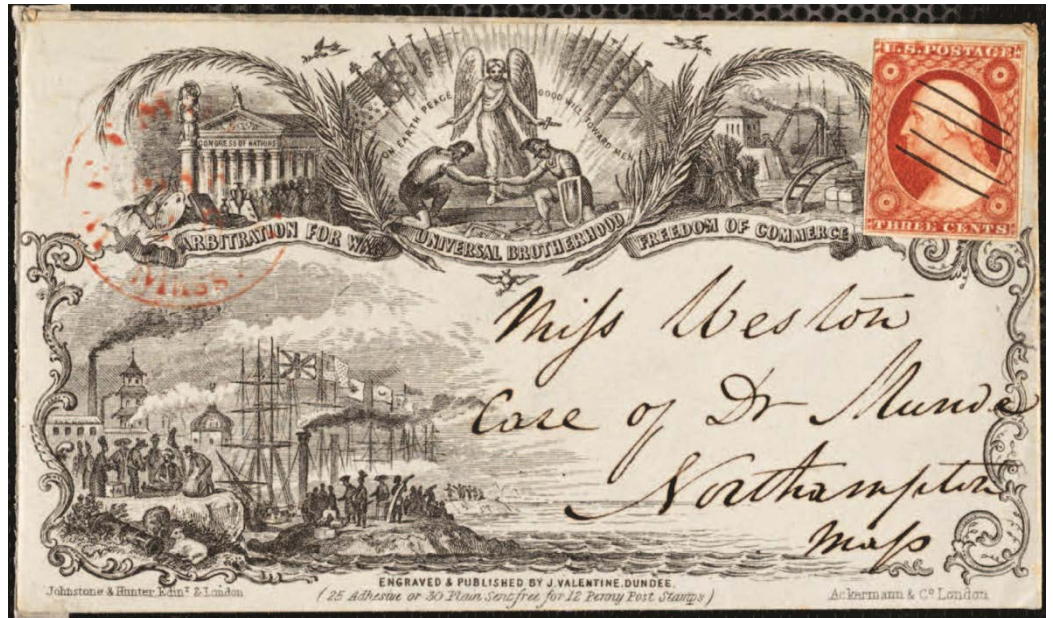 ON EARTH PEACE GOOD WILL TOWARD MEN
CONGRESS OF NATIONS
ARBITRATION FOR WAR
UNIVERSAL BROTHERHOOD
FREEDOM OF COMMERCE
U.S. POSTAGE
THREE CENTS
MASS.
Miſs Weston
Care of Dr Munde
Northampton
Maſs
ENGRAVED & PUBLISHED BY J. VALENTINE, DUNDEE.
(25 Adhesive or 30 Plain Sent free for 12 Penny Post Stamps)
Johnstone & Hunter, Edinr & London
Ackermann & Co London